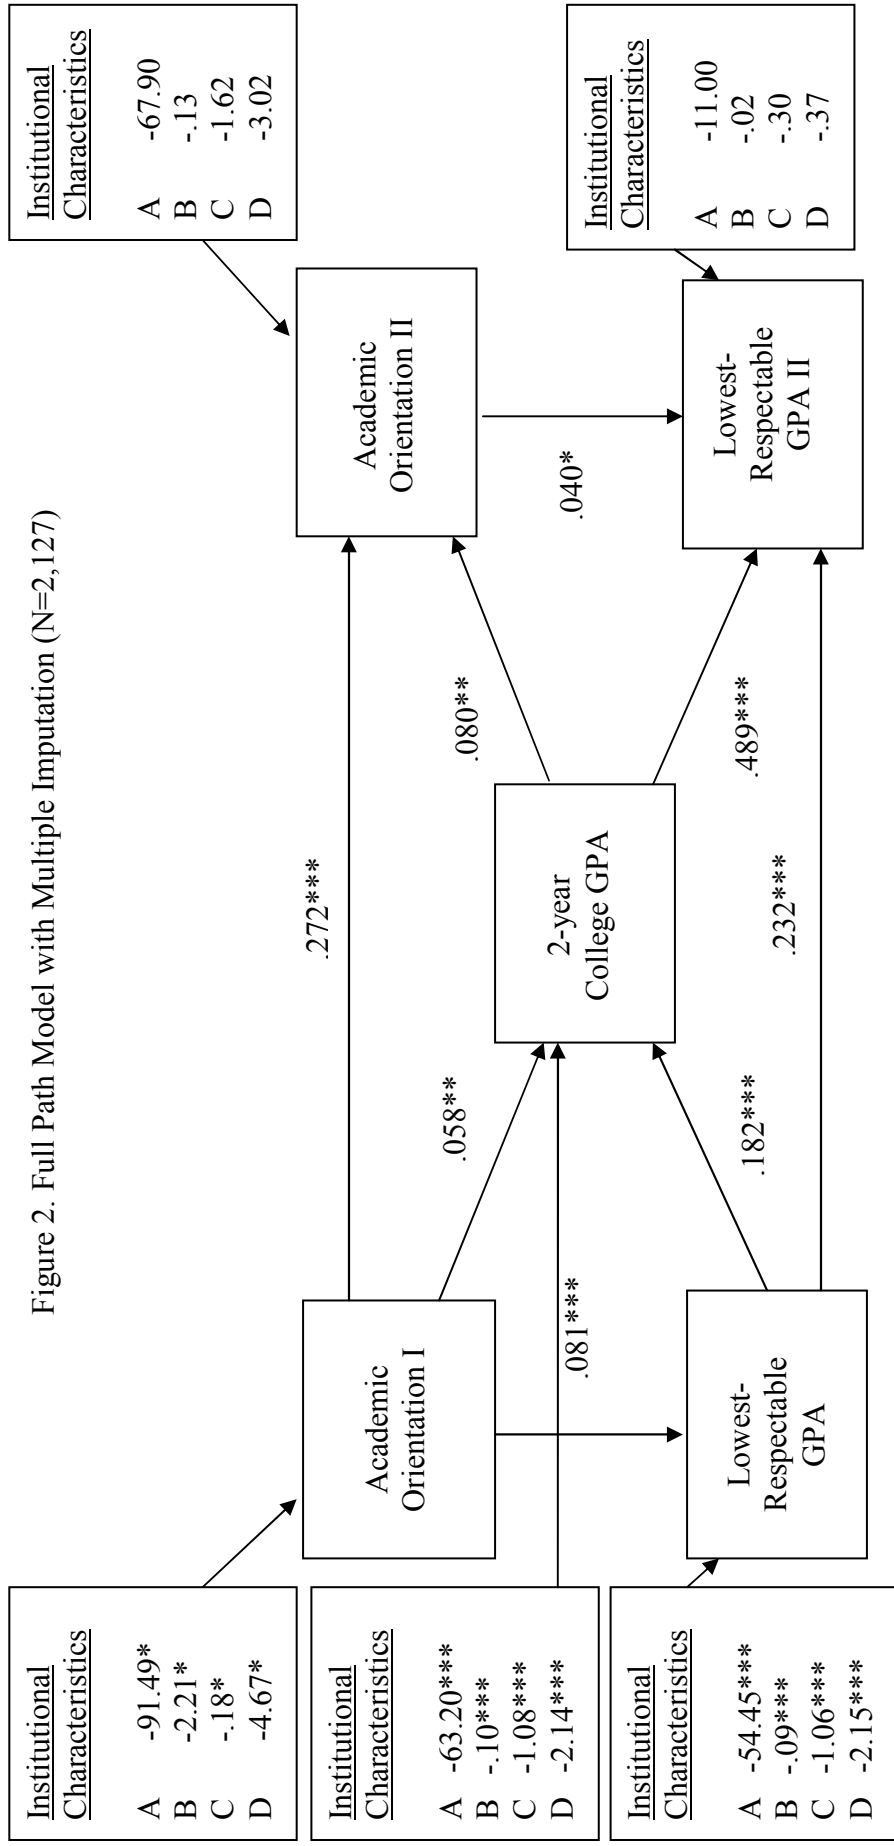 Figure 2. Full Path Model with Multiple Imputation (N=2,127)
Institutional
Characteristics
A -91.49*
B -2.21*
C -.18*
D -4.67*
Institutional
Characteristics
A -63.20***
B -.10***
C -1.08***
D -2.14***
Institutional
Characteristics
A -54.45***
B -.09***
C -1.06***
D -2.15***
Academic
Orientation I
.081***
Lowest-
Respectable
GPA
.272***
.058**
.182***
2-year
College GPA
.232***
.080**
.489***
Academic
Orientation II
.040*
Lowest-
Respectable
GPA II
Institutional
Characteristics
A -67.90
B -.13
C -1.62
D -3.02
Institutional
Characteristics
A -11.00
B -.02
C -.30
D -.37